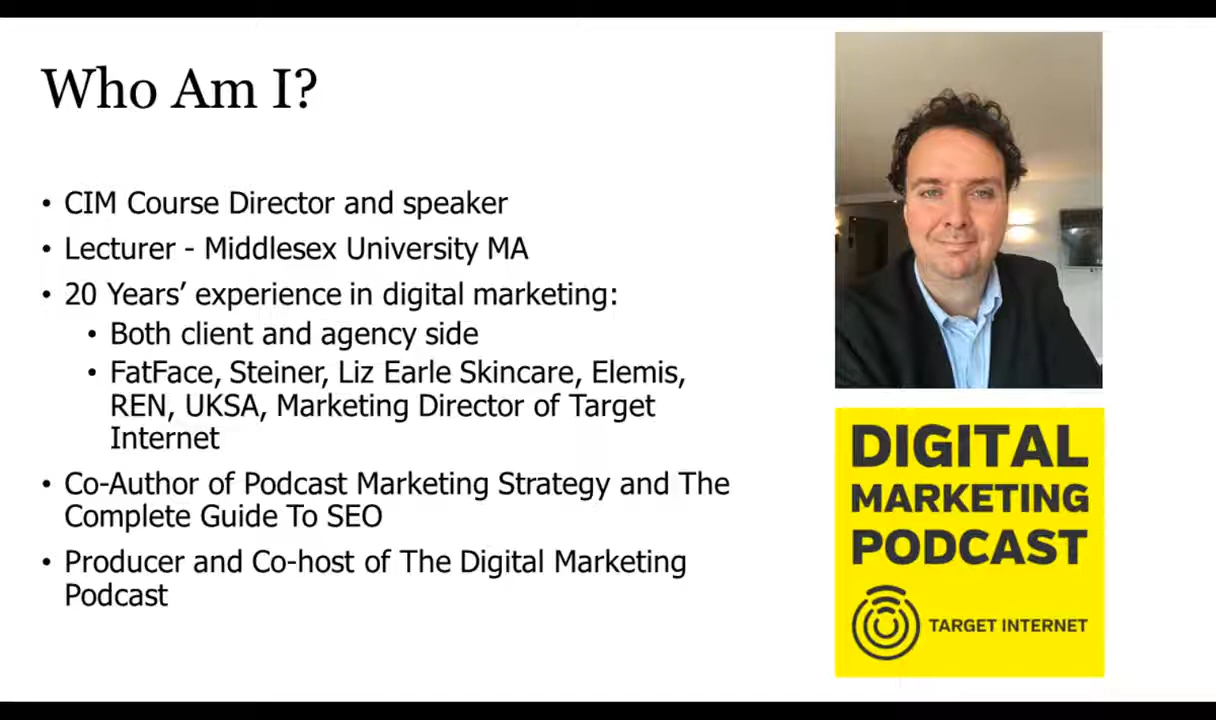 Who Am I?
• CIM Course Director and speaker
• Lecturer - Middlesex University MA
• 20 Years’ experience in digital marketing:
• Both client and agency side
• FatFace, Steiner, Liz Earle Skincare, Elemis,
REN, UKSA, Marketing Director of Target
Internet
• Co-Author of Podcast Marketing Strategy and The
Complete Guide To SEO
• Producer and Co-host of The Digital Marketing
Podcast
DIGITAL
MARKETING
PODCAST
TARGET INTERNET